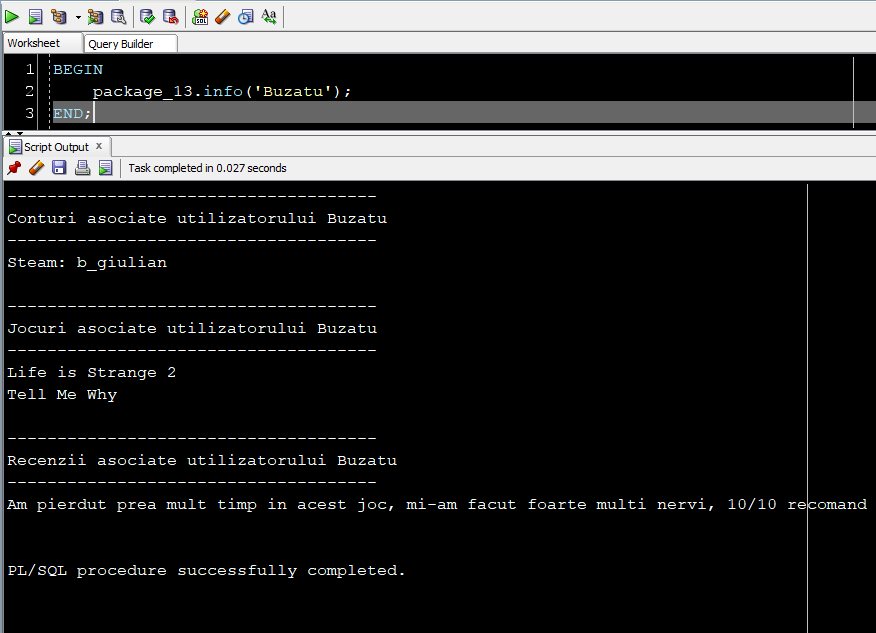 Worksheet Query Builder
1 BEGIN
2 package_13.info('Buzatu');
3 END;
Script Output x
Task completed in 0.027 seconds
-------------------------------------
Conturi asociate utilizatorului Buzatu
-------------------------------------
Steam: b_giulian
-------------------------------------
Jocuri asociate utilizatorului Buzatu
-------------------------------------
Life is Strange 2
Tell Me Why
-------------------------------------
Recenzii asociate utilizatorului Buzatu
-------------------------------------
Am pierdut prea mult timp in acest joc, mi-am facut foarte multi nervi, 10/10 recomand
PL/SQL procedure successfully completed.